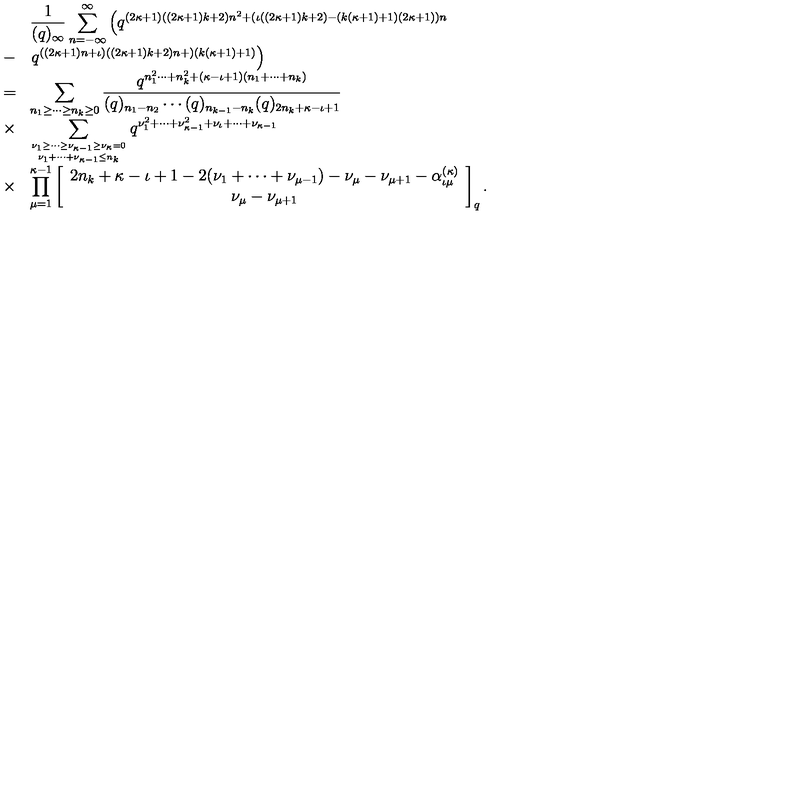 \frac{1}{(q)_\infty} \sum_{n=-\infty}^{\infty} \Big( q^{(2\kappa+1)((2\kappa+1)k+2)n^2+(\iota((2\kappa+1)k+2)-(k(\kappa+1)+1)(2\kappa+1))n}
- q^{((2\kappa+1)n+\iota)((2\kappa+1)k+2)n+)(k(\kappa+1)+1)} \Big)
= \sum_{n_1\geq\cdots\geq n_k\geq 0} \frac{q^{n_1^2\cdots+n_k^2+(\kappa-\iota+1)(n_1+\cdots+n_k)}}{(q)_{n_1-n_2}\cdots(q)_{n_{k-1}-n_k}(q)_{2n_k+\kappa-\iota+1}}
\times \sum_{\nu_1\geq\cdots\geq\nu_{\kappa-1}\geq\nu_\kappa=0 \atop \nu_1+\cdots+\nu_{\kappa-1}\leq n_k} q^{\nu_1^2+\cdots+\nu_{\kappa-1}^2+\nu_\iota+\cdots+\nu_{\kappa-1}}
\times \prod_{\mu=1}^{\kappa-1} \left[ \begin{array}{c} 2n_k+\kappa-\iota+1-2(\nu_1+\cdots+\nu_{\mu-1})-\nu_\mu-\nu_{\mu+1}-\alpha_{\iota\mu}^{(\kappa)} \\ \nu_\mu-\nu_{\mu+1} \end{array} \right]_q .